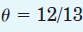 θ = 12/13